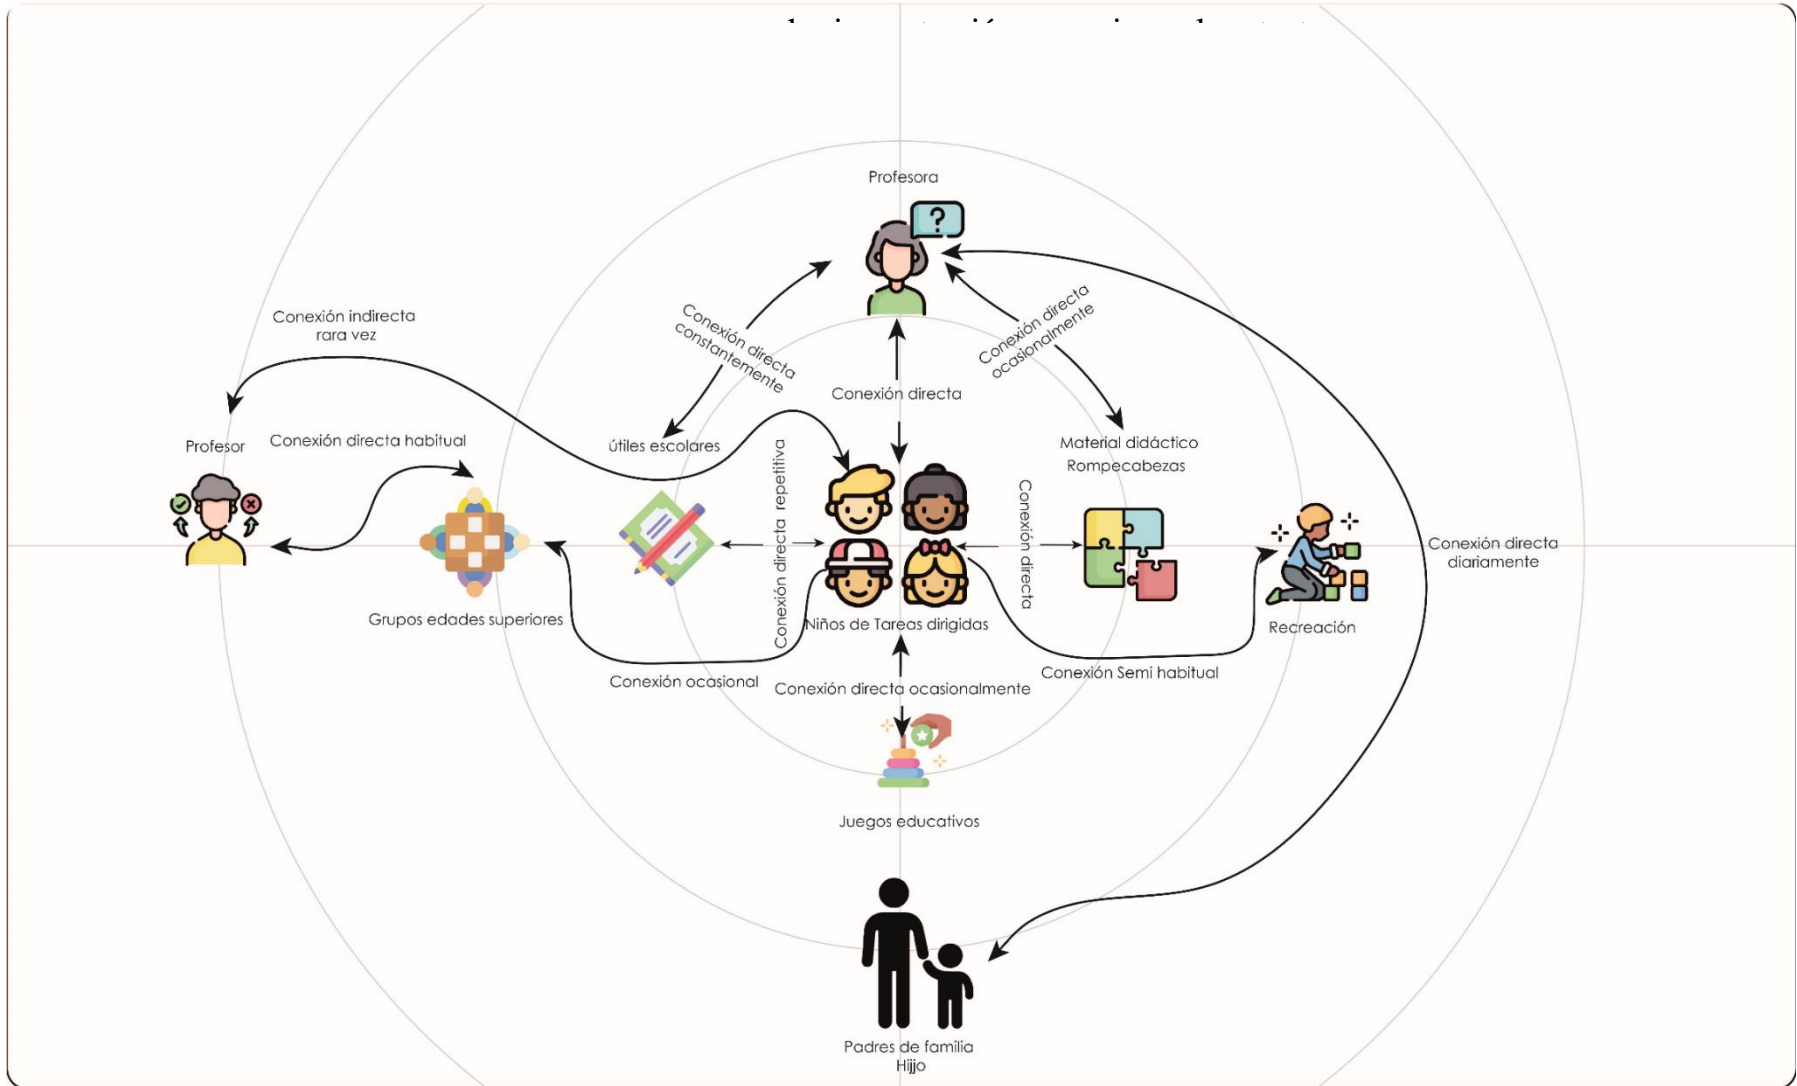 Profesora
Conexión indirecta
rara vez
Conexión directa
constantemente
Conexión directa
ocasionalmente
Conexión directa
Profesor
Conexión directa habitual
útiles escolares
Material didáctico
Rompecabezas
Conexión directa repetitiva
Conexión directa
Conexión directa
diariamente
Grupos edades superiores
Niños de Tareas dirigidas
Recreación
Conexión ocasional
Conexión directa ocasionalmente
Conexión Semi habitual
Juegos educativos
Padres de familia
Hijjo
?